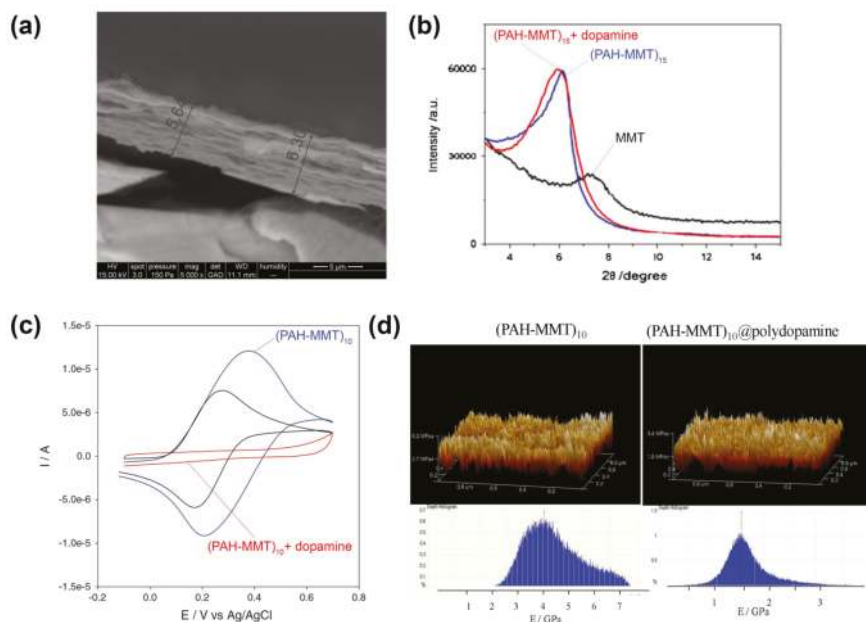 (a)
5.6
6.30
HV spot pressure mag det WD humidity
15.00 kV 3.0 150 Pa 5 000 x GAD 11.1 mm --- 5 µm
(b)
(PAH-MMT)15+ dopamine
(PAH-MMT)15
MMT
60000
30000
0
Intensity /a.u.
4 6 8 10 12 14
2θ /degree
(c)
(PAH-MMT)10
(PAH-MMT)10+ dopamine
1.5e-5
1.0e-5
5.0e-6
0.0
-5.0e-6
-1.0e-5
-1.5e-5
I / A
-0.2 0.0 0.2 0.4 0.6 0.8
E / V vs Ag/AgCl
(d)
(PAH-MMT)10
(PAH-MMT)10@polydopamine
1 2 3 4 5 6 7
E / GPa
1 2 3
E / GPa